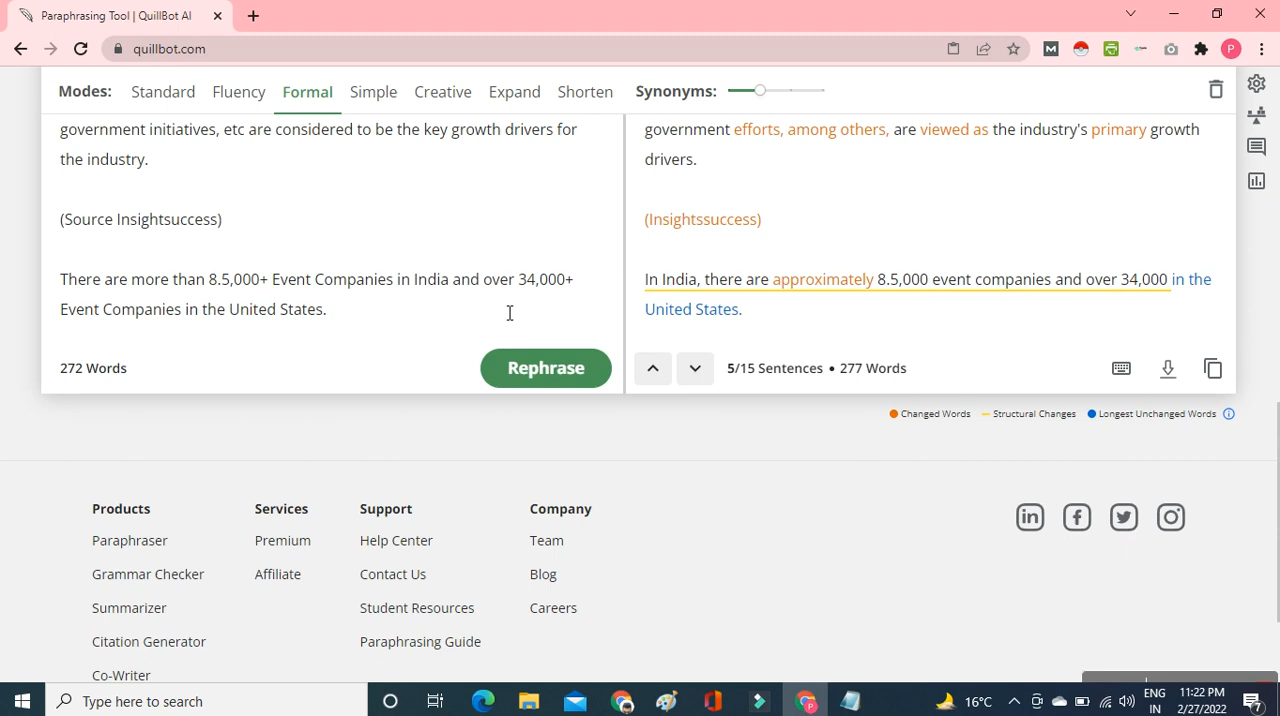 Paraphrasing Tool | QuillBot AI
quillbot.com
Modes: Standard Fluency Formal Simple Creative Expand Shorten Synonyms:
government initiatives, etc are considered to be the key growth drivers for
the industry.
(Source Insightsuccess)
There are more than 8.5,000+ Event Companies in India and over 34,000+
Event Companies in the United States.
272 Words
Rephrase
government efforts, among others, are viewed as the industry's primary growth
drivers.
(Insightssuccess)
In India, there are approximately 8.5,000 event companies and over 34,000 in the
United States.
5/15 Sentences • 277 Words
Changed Words Structural Changes Longest Unchanged Words
Products
Paraphraser
Grammar Checker
Summarizer
Citation Generator
Co-Writer
Services
Premium
Affiliate
Support
Help Center
Contact Us
Student Resources
Paraphrasing Guide
Company
Team
Blog
Careers
Type here to search
16°C
ENG
IN
11:22 PM
2/27/2022
7